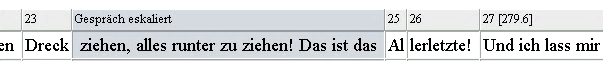 23 Gespräch eskaliert 25 26 27 [279.6]
en Dreck ziehen, alles runter zu ziehen! Das ist das Al lerletzte! Und ich lass mir